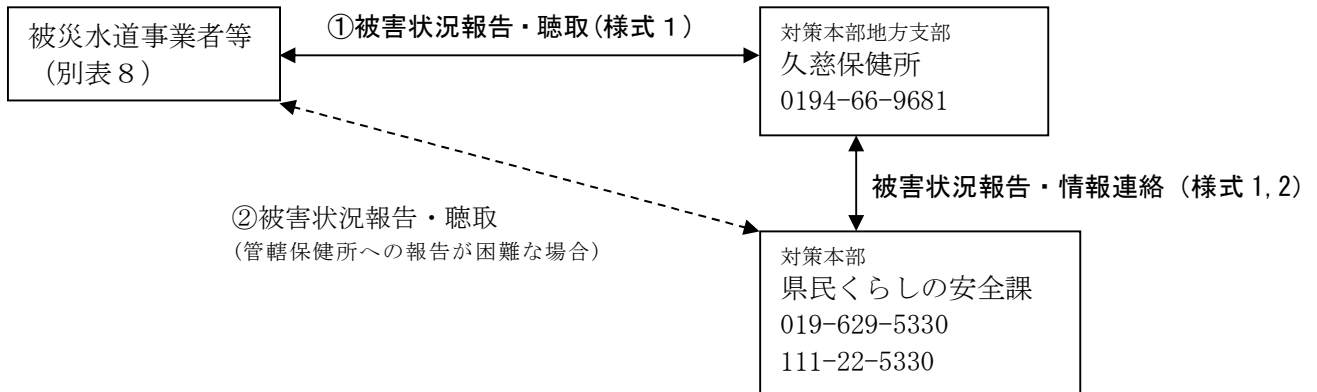 ①被害状況報告・聴取(様式1)
被災水道事業者等
(別表8)
対策本部地方支部
久慈保健所
0194-66-9681
被害状況報告・情報連絡(様式1,2)
②被害状況報告・聴取
(管轄保健所への報告が困難な場合)
対策本部
県民くらしの安全課
019-629-5330
111-22-5330